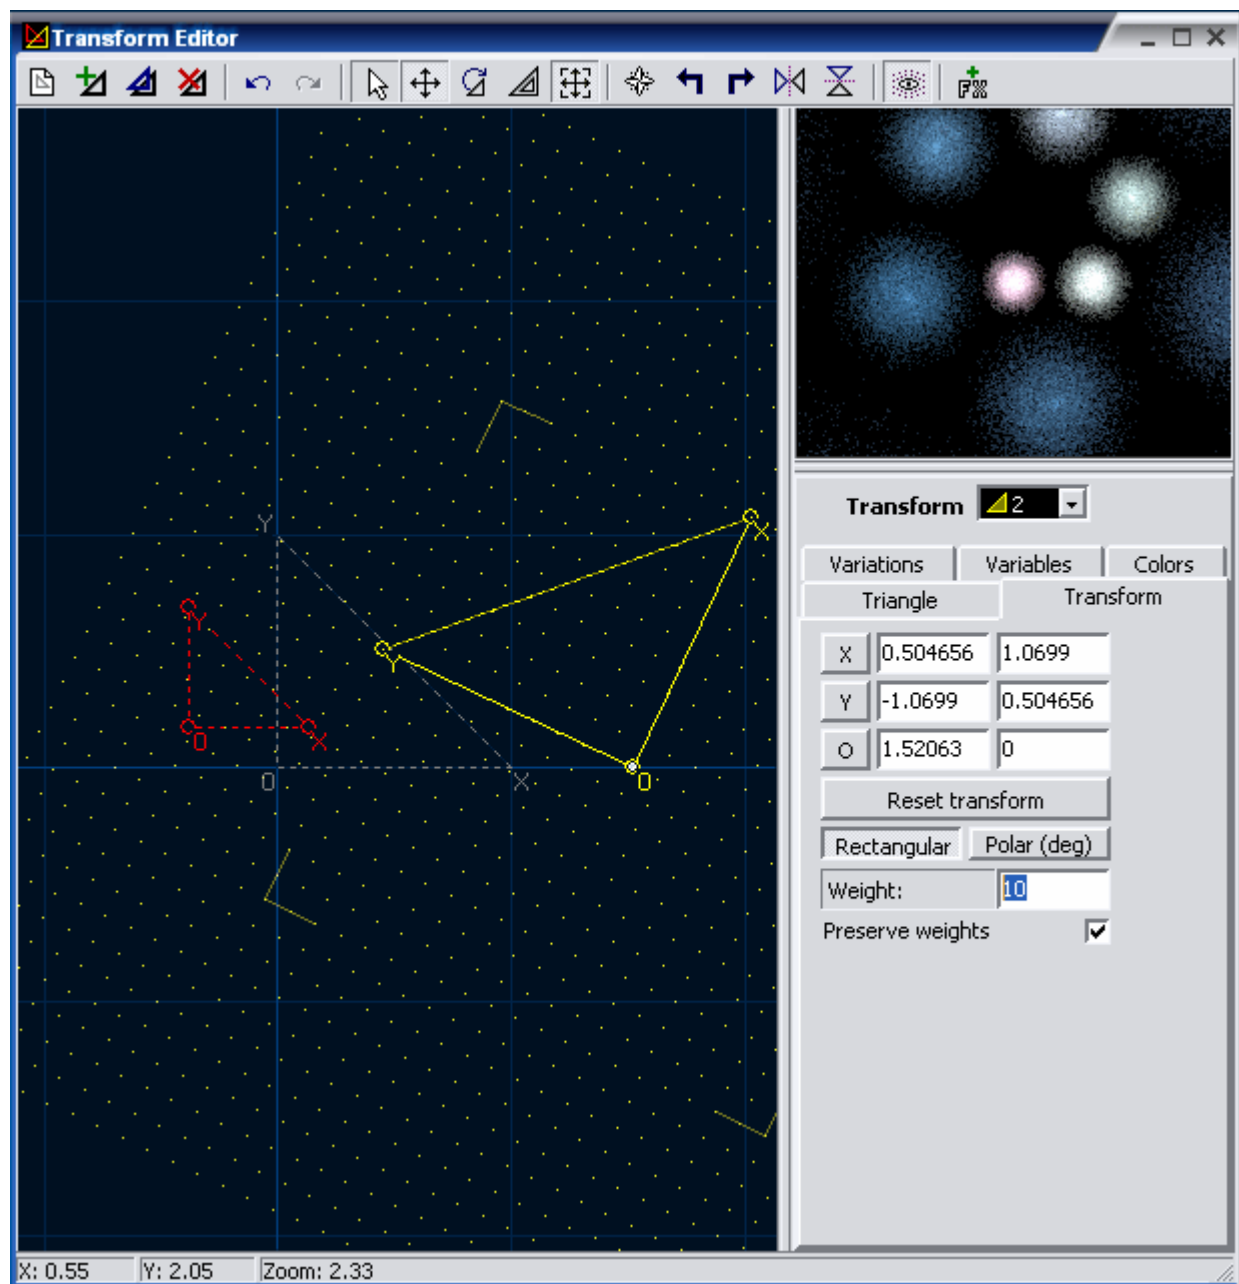 Transform Editor
Fx
Y
X
Y
Y
O
X
O
X
O
Transform 2
Variations Variables Colors
Triangle Transform
X 0.504656 1.0699
Y -1.0699 0.504656
O 1.52063 0
Reset transform
Rectangular Polar (deg)
Weight: 10
Preserve weights
X: 0.55 Y: 2.05 Zoom: 2.33